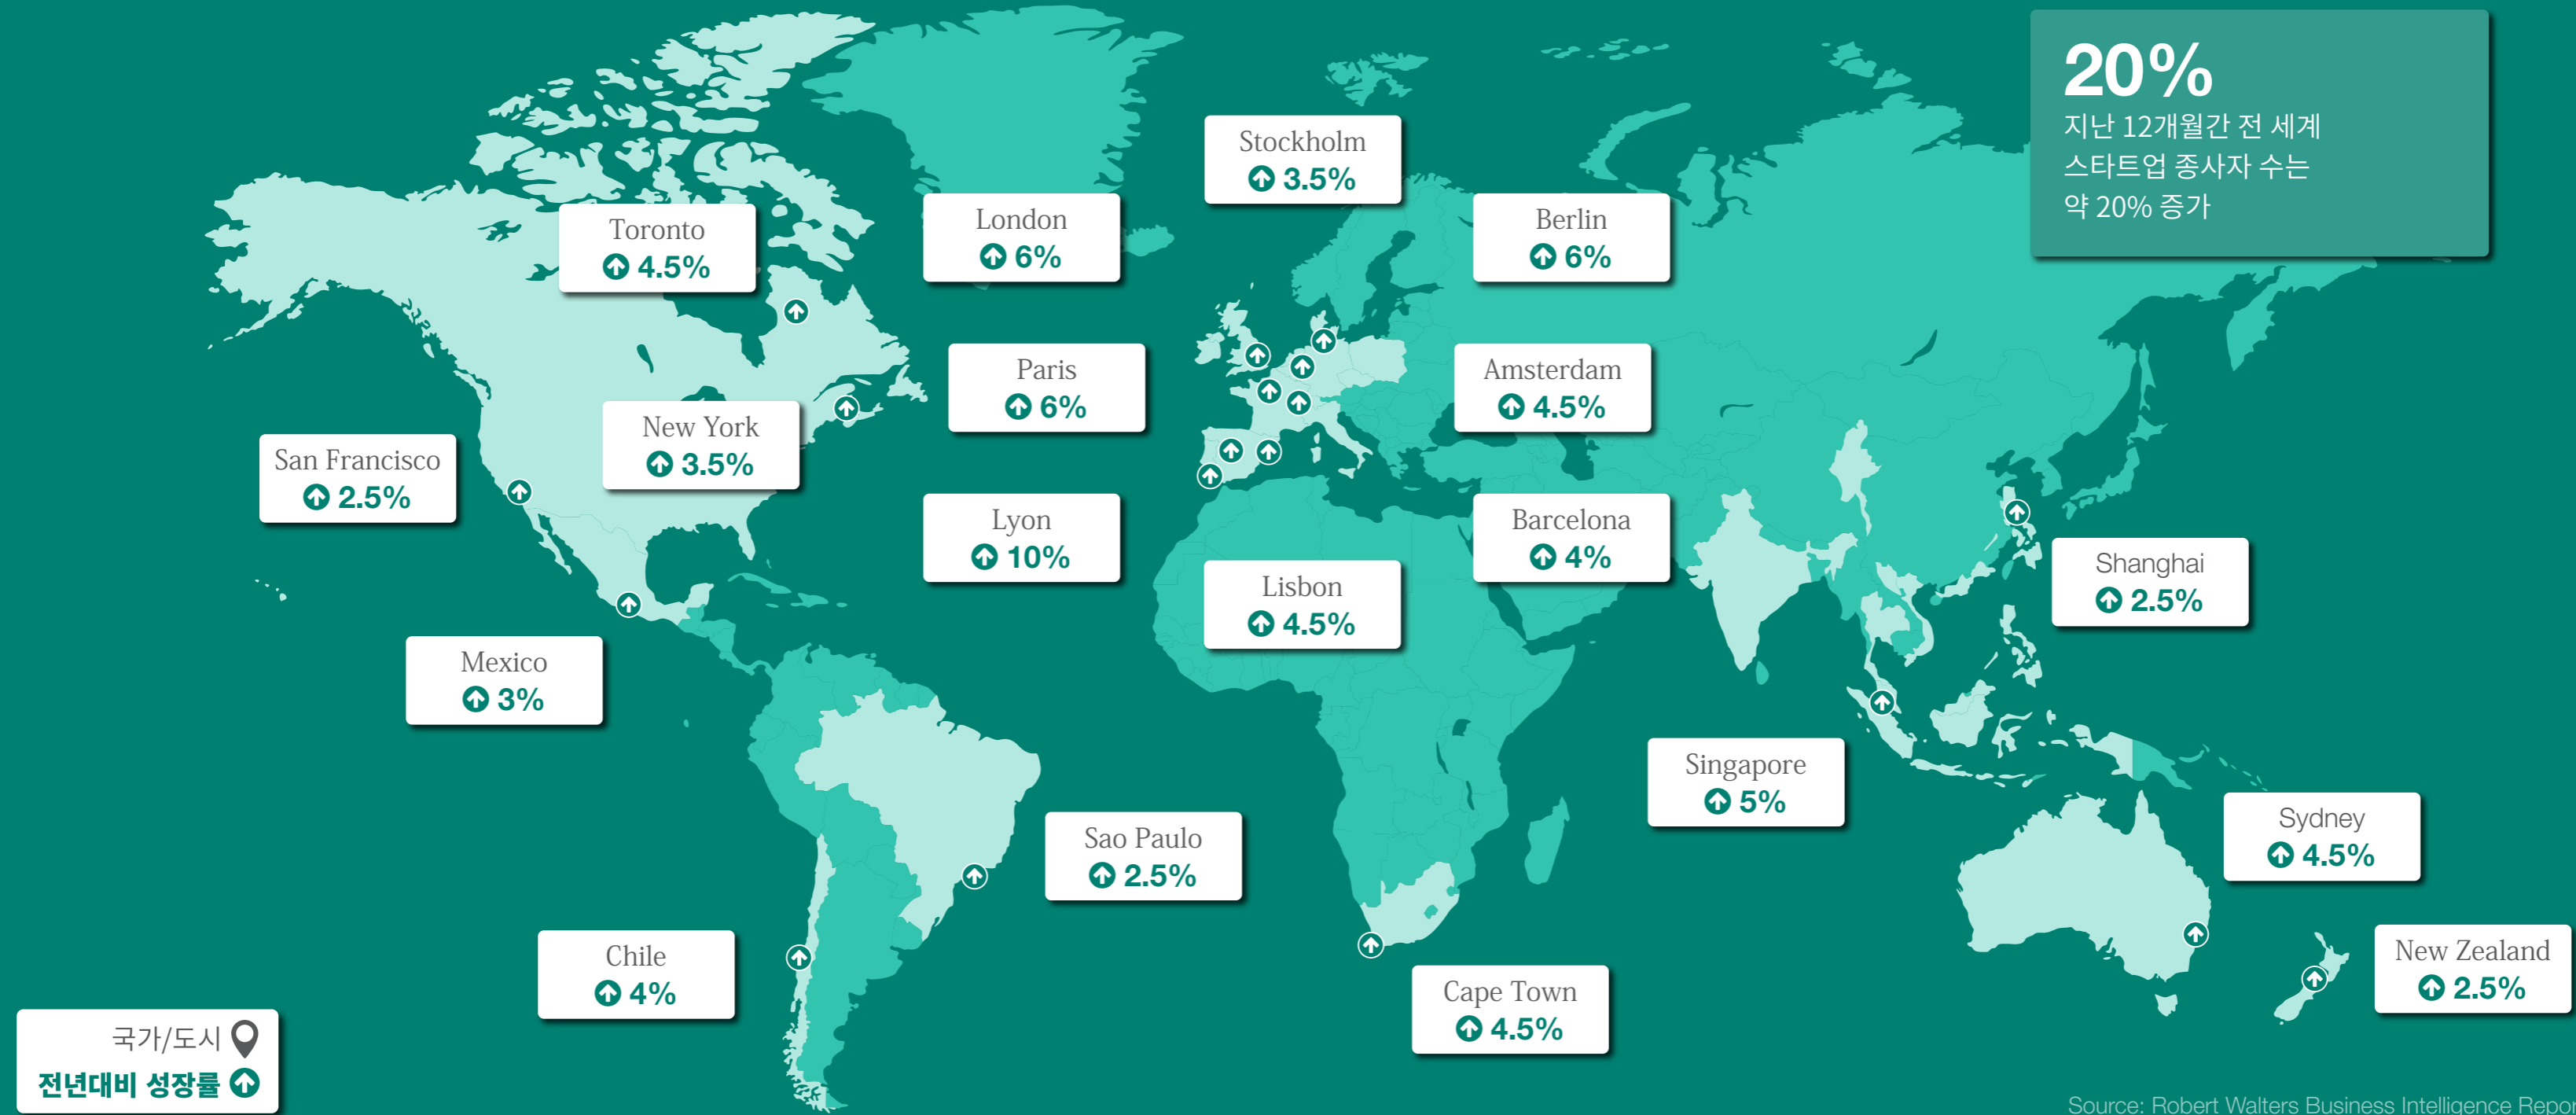 20%
지난 12개월간 전 세계
스타트업 종사자 수는
약 20% 증가
Stockholm
3.5%
Toronto
4.5%
London
6%
Berlin
6%
Paris
6%
Amsterdam
4.5%
New York
3.5%
San Francisco
2.5%
Lyon
10%
Barcelona
4%
Shanghai
2.5%
Lisbon
4.5%
Mexico
3%
Singapore
5%
Sydney
4.5%
Sao Paulo
2.5%
Chile
4%
New Zealand
2.5%
Cape Town
4.5%
국가/도시
전년대비 성장률
Source: Robert Walters Business Intelligence Repor